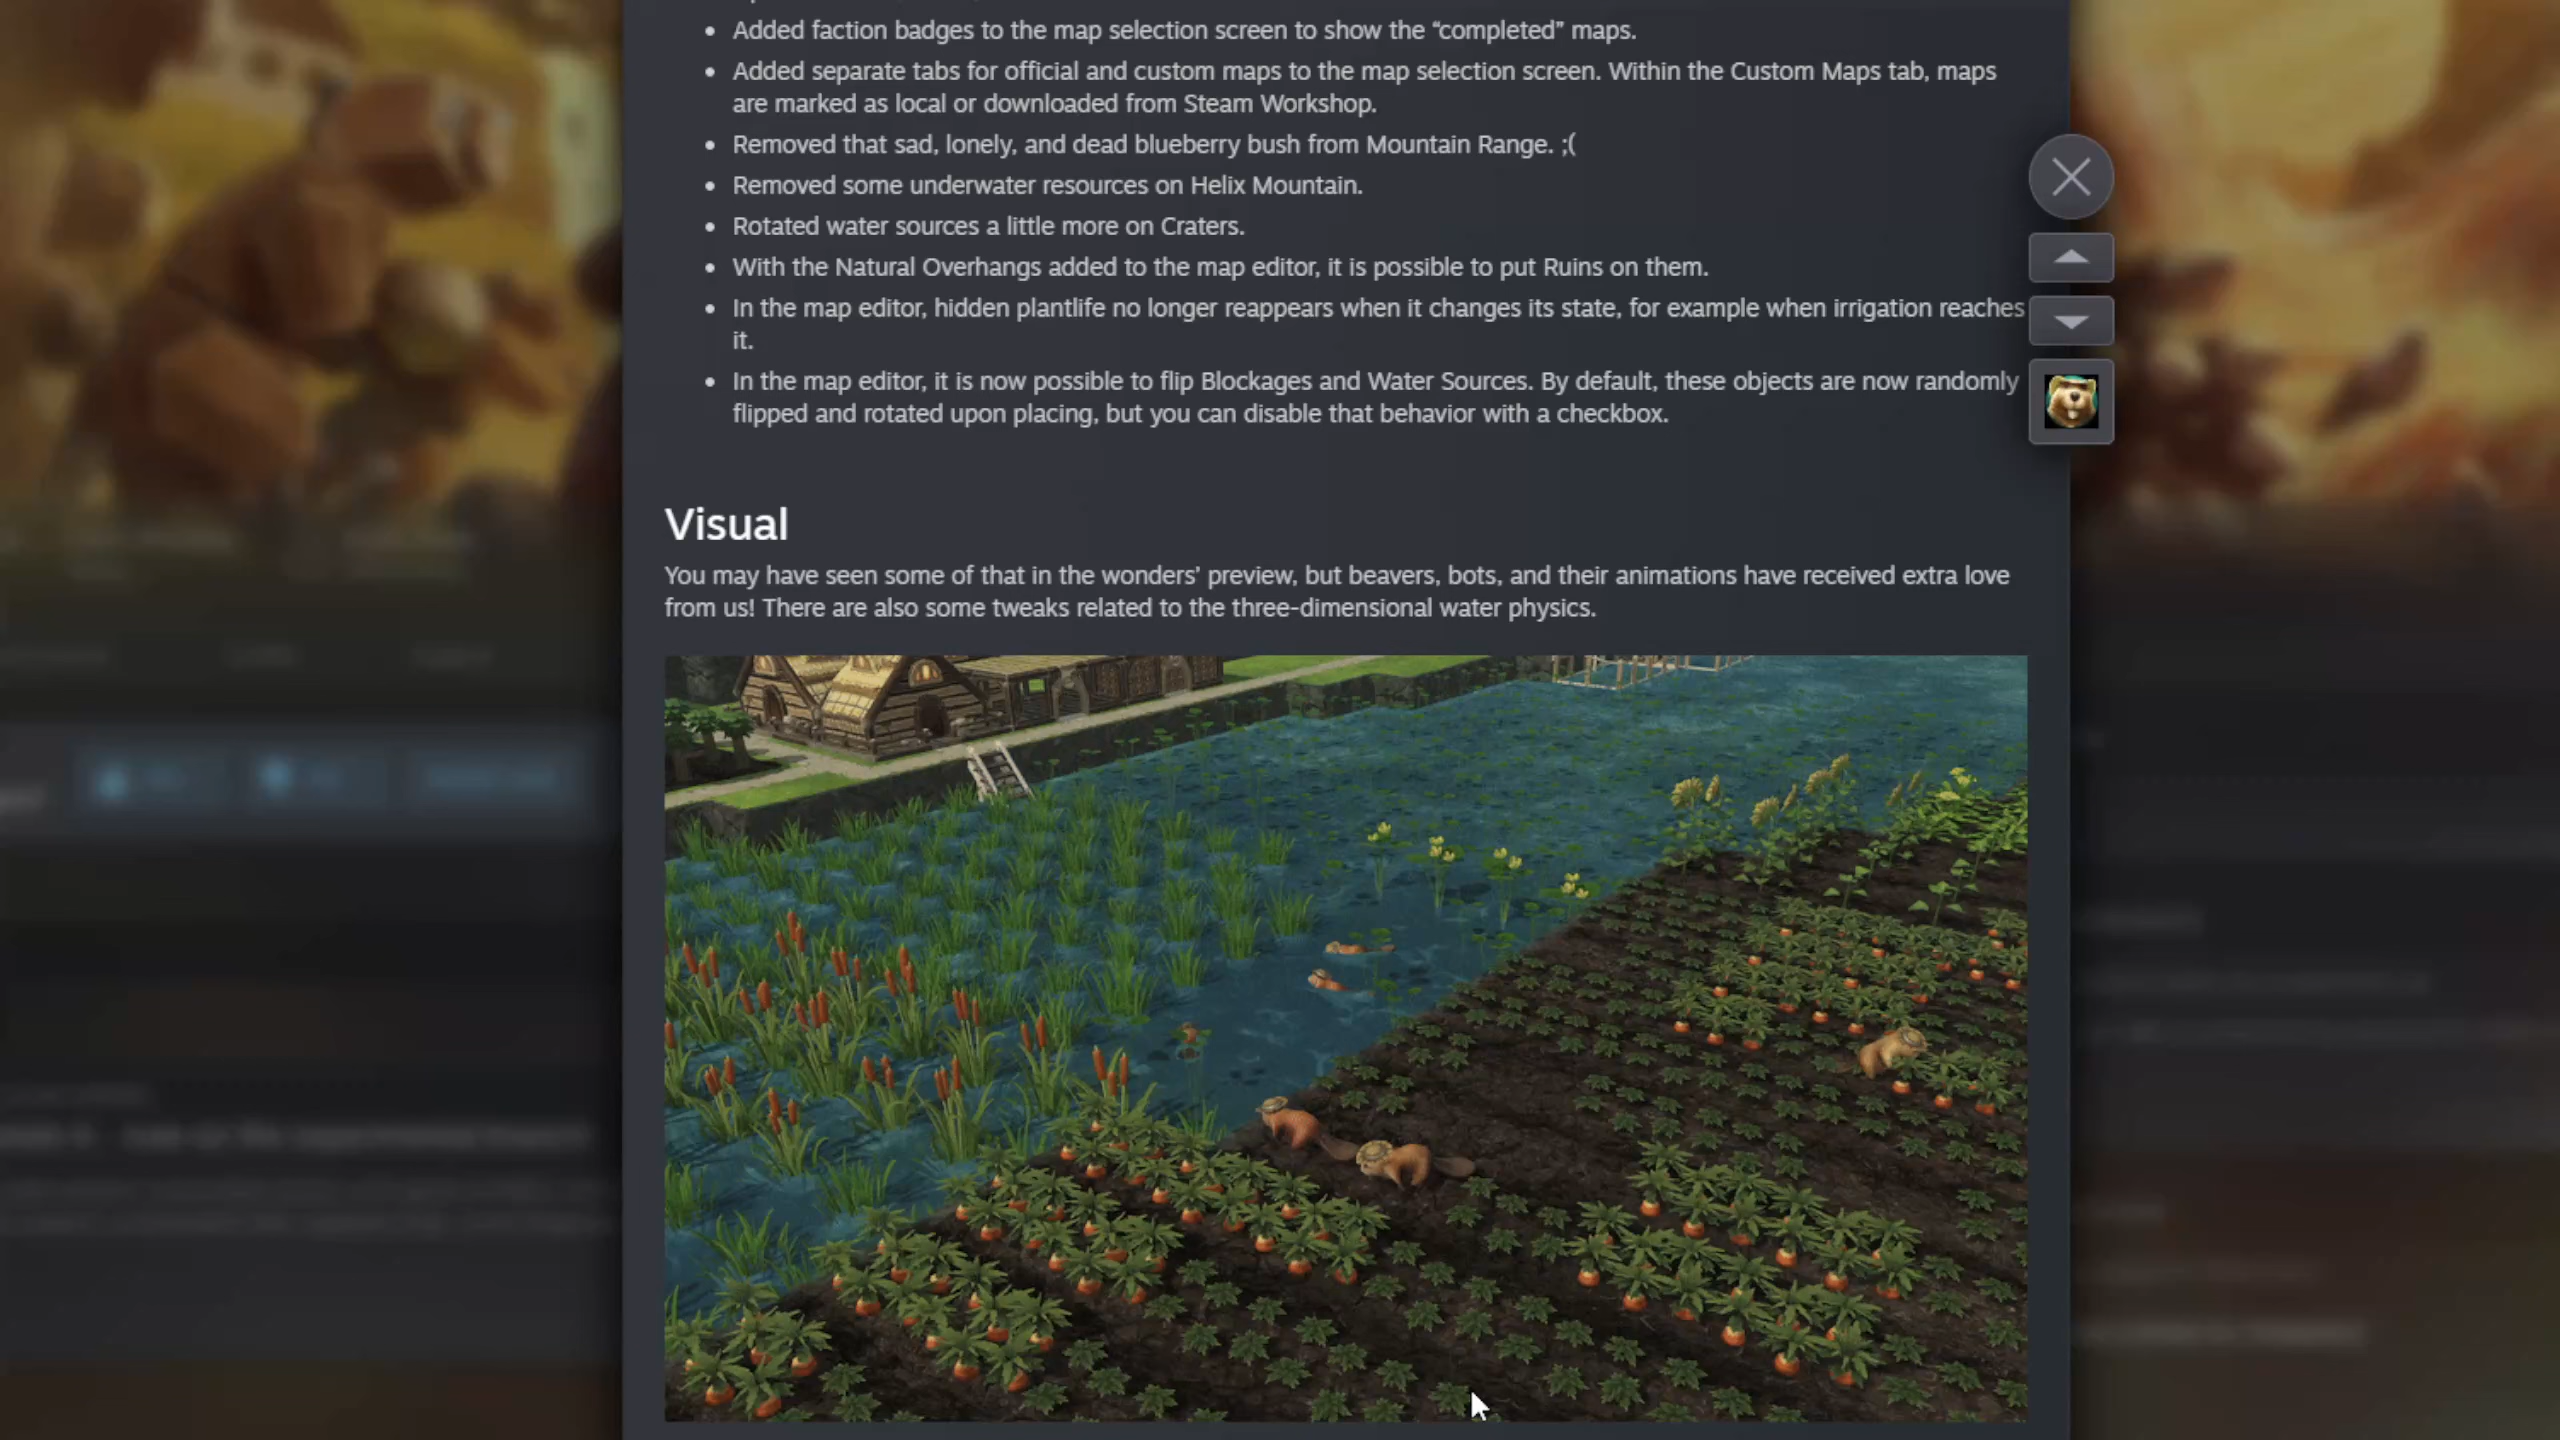 Added faction badges to the map selection screen to show the “completed” maps.
Added separate tabs for official and custom maps to the map selection screen. Within the Custom Maps tab, maps
are marked as local or downloaded from Steam Workshop.
Removed that sad, lonely, and dead blueberry bush from Mountain Range. ;(
Removed some underwater resources on Helix Mountain.
Rotated water sources a little more on Craters.
With the Natural Overhangs added to the map editor, it is possible to put Ruins on them.
In the map editor, hidden plantlife no longer reappears when it changes its state, for example when irrigation reaches
it.
In the map editor, it is now possible to flip Blockages and Water Sources. By default, these objects are now randomly
flipped and rotated upon placing, but you can disable that behavior with a checkbox.
Visual
You may have seen some of that in the wonders’ preview, but beavers, bots, and their animations have received extra love
from us! There are also some tweaks related to the three-dimensional water physics.